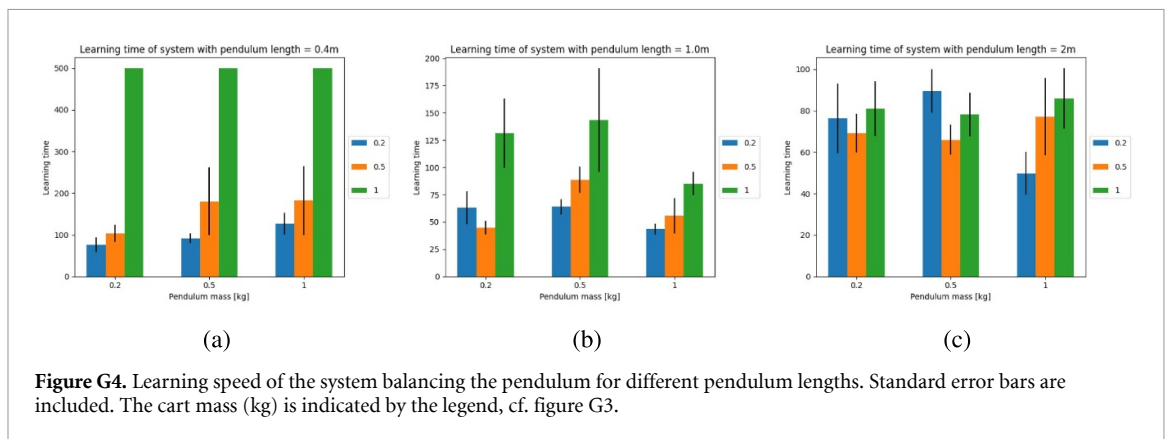 Learning time of system with pendulum length = 0.4m
500
400
300
200
100
0
Learning time
0.2
0.5
1
Pendulum mass [kg]
0.2
0.5
1
(a)
Learning time of system with pendulum length = 1.0m
200
175
150
125
100
75
50
25
0
Learning time
0.2
0.5
1
Pendulum mass [kg]
0.2
0.5
1
(b)
Learning time of system with pendulum length = 2m
100
80
60
40
20
0
Learning time
0.2
0.5
1
Pendulum mass [kg]
0.2
0.5
1
(c)
Figure G4. Learning speed of the system balancing the pendulum for different pendulum lengths. Standard error bars are
included. The cart mass (kg) is indicated by the legend, cf. figure G3.